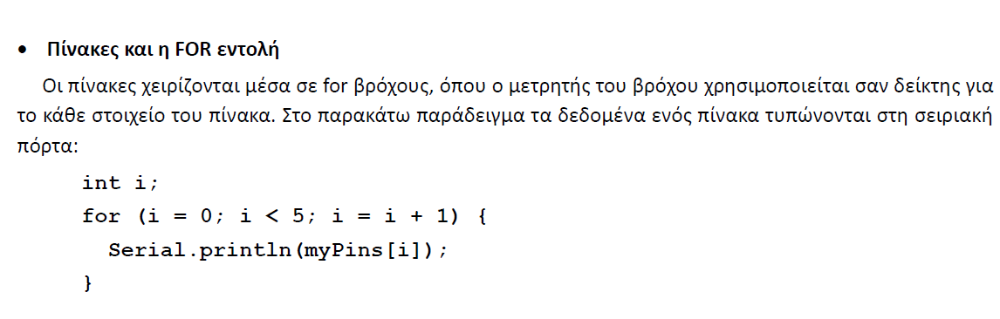 • Πίνακες και η FOR εντολή
Οι πίνακες χειρίζονται μέσα σε for βρόχους, όπου ο μετρητής του βρόχου χρησιμοποιείται σαν δείκτης για
το κάθε στοιχείο του πίνακα. Στο παρακάτω παράδειγμα τα δεδομένα ενός πίνακα τυπώνονται στη σειριακή
πόρτα:
int i;
for (i = 0; i < 5; i = i + 1) {
Serial.println(myPins[i]);
}